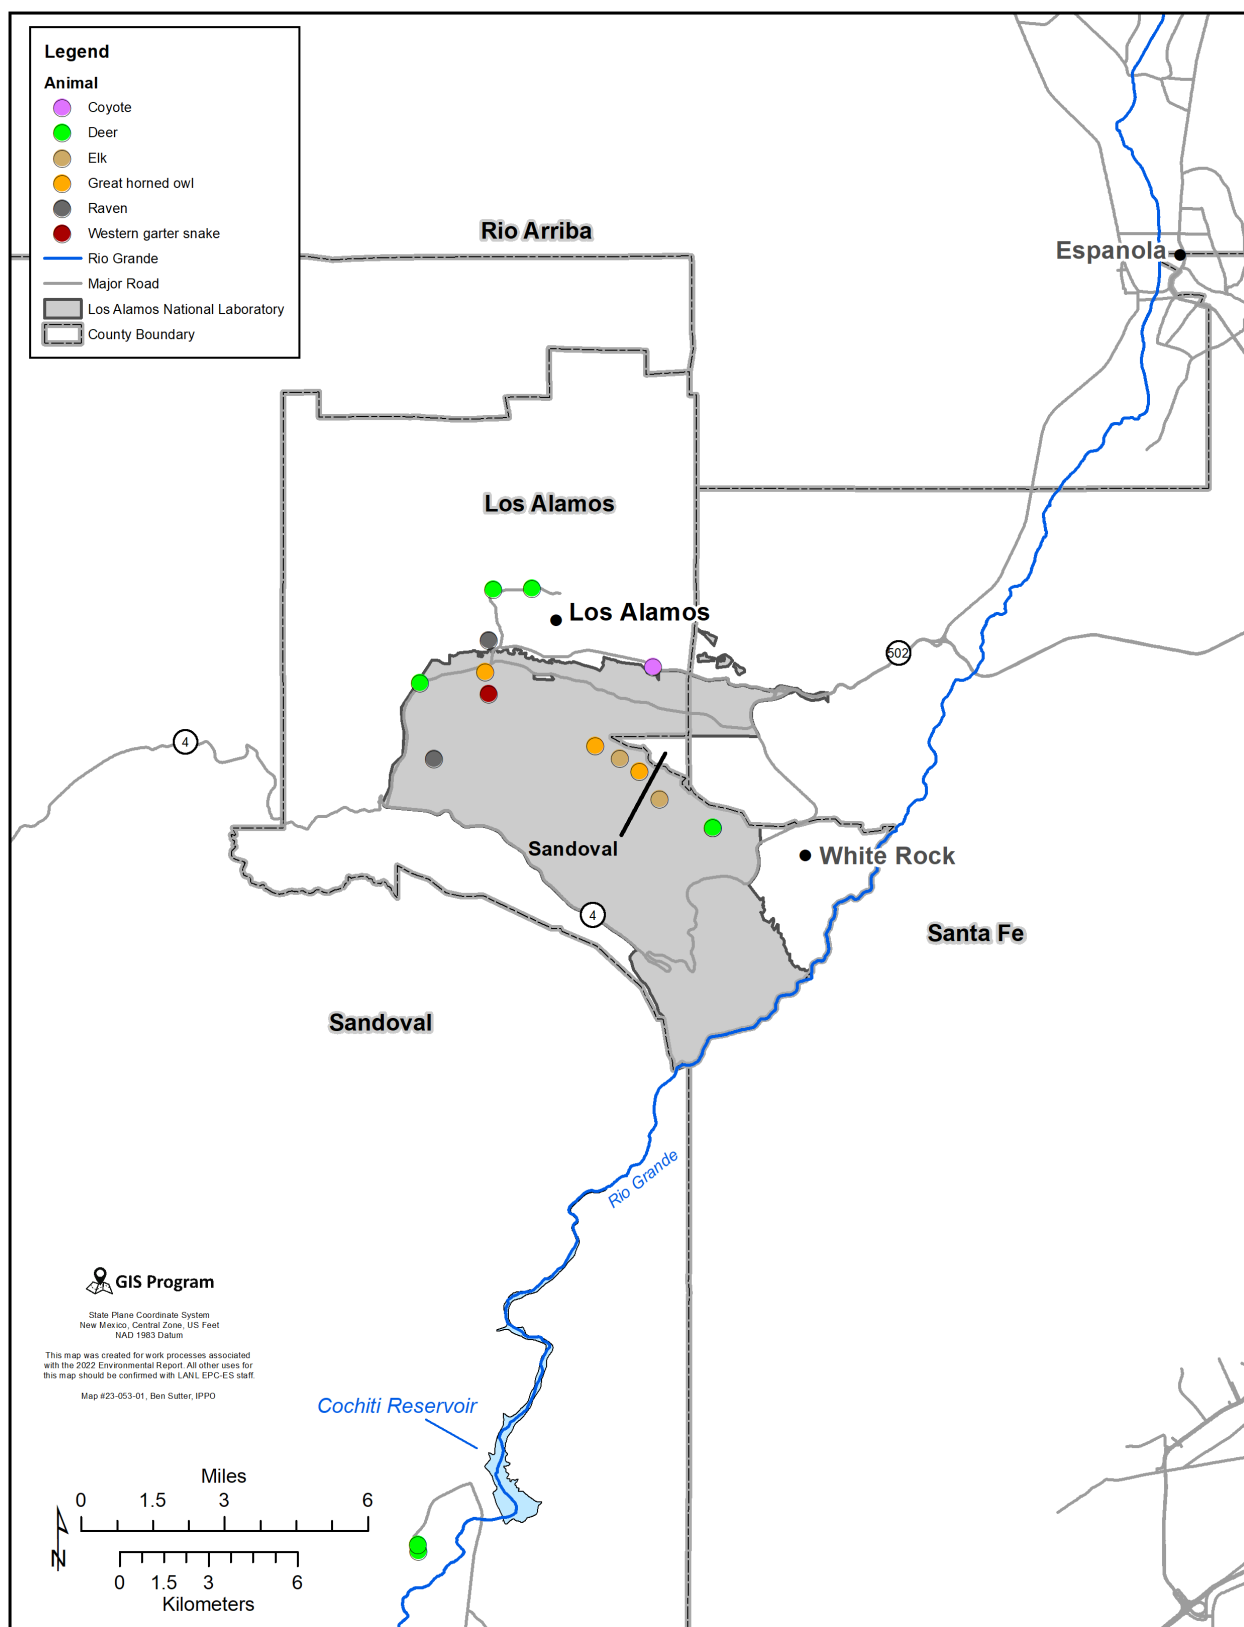 Legend
Animal
Coyote
Deer
Elk
Great horned owl
Raven
Western garter snake
Rio Grande
Major Road
Los Alamos National Laboratory
County Boundary
Rio Arriba
Espanola
Los Alamos
Los Alamos
502
4
Sandoval
White Rock
4
Santa Fe
Sandoval
Rio Grande
GIS Program
State Plane Coordinate System
New Mexico, Central Zone, US Feet
NAD 1983 Datum
This map was created for work processes associated
with the 2022 Environmental Report. All other uses for
this map should be confirmed with LANL EPC-ES staff.
Map #23-053-01, Ben Sutter, IPPO
Cochiti Reservoir
Miles
0 1.5 3 6
N
0 1.5 3 6
Kilometers